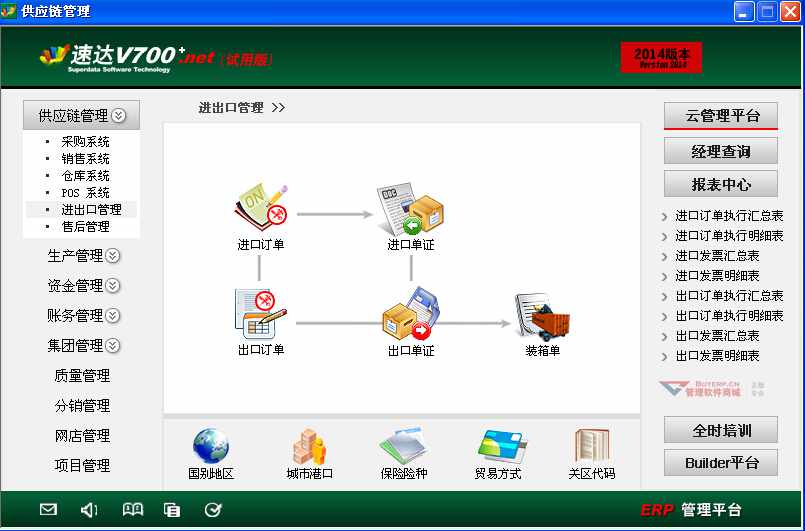 供应链管理
速达V700+.net (试用版)
Superdata Software Technology
2014版本
Version 2014
供应链管理
采购系统
销售系统
仓库系统
POS 系统
进出口管理
售后管理
生产管理
资金管理
账务管理
集团管理
质量管理
分销管理
网店管理
项目管理
进出口管理 >>
进口订单
进口单证
出口订单
出口单证
装箱单
国别地区
城市港口
保险险种
贸易方式
关区代码
云管理平台
经理查询
报表中心
进口订单执行汇总表
进口订单执行明细表
进口发票汇总表
进口发票明细表
出口订单执行汇总表
出口订单执行明细表
出口发票汇总表
出口发票明细表
BUYERP.CN
管理软件商城
全时培训
Builder平台
ERP 管理平台